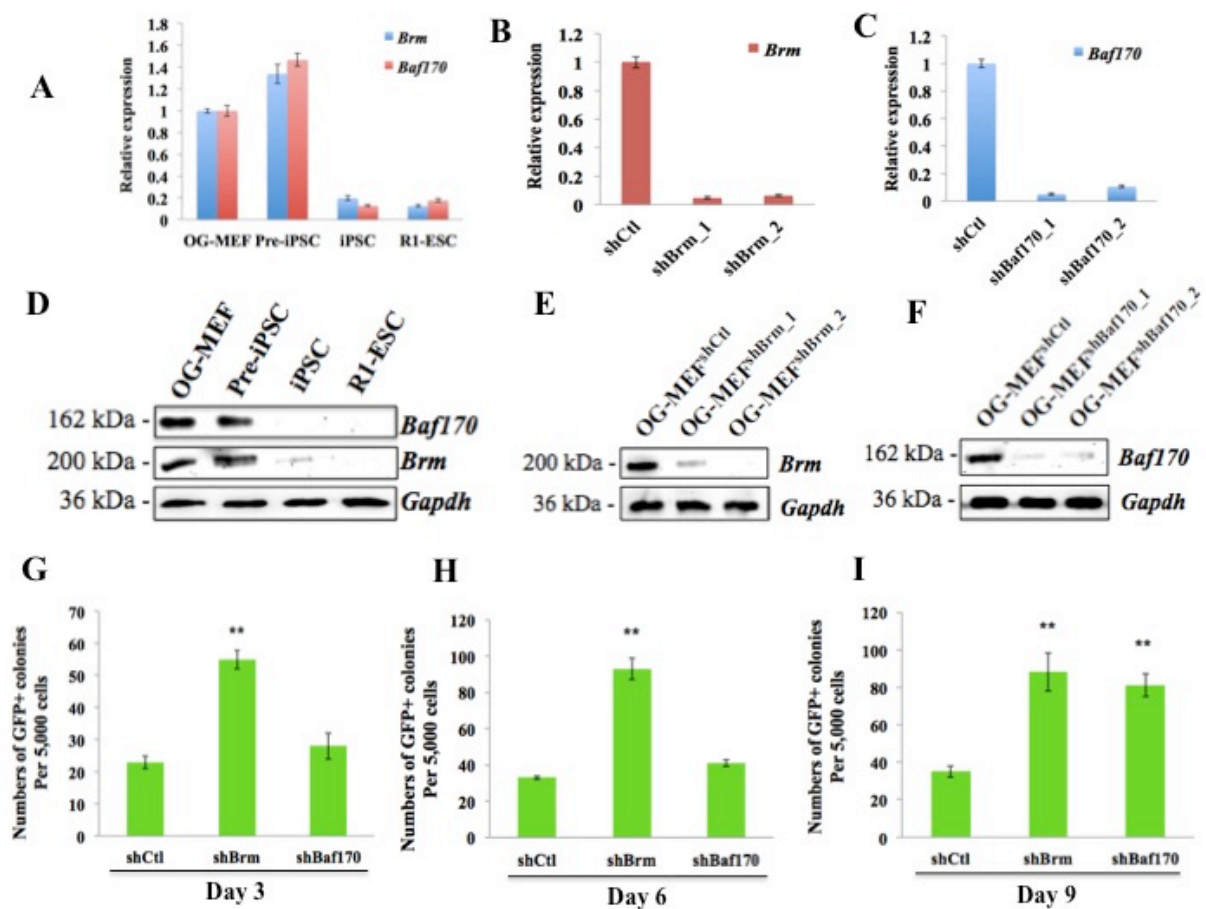 A
Relative expression
1.8
1.6
1.4
1.2
1
0.8
0.6
0.4
0.2
0
Brm
Baf170
OG-MEF Pre-iPSC iPSC R1-ESC
B
Relative expression
1.2
1
0.8
0.6
0.4
0.2
0
Brm
shCtl
shBrm_1
shBrm_2
C
Relative expression
1.2
1
0.8
0.6
0.4
0.2
0
Baf170
shCtl
shBaf170_1
shBaf170_2
D
OG-MEF
Pre-iPSC
iPSC
R1-ESC
162 kDa - Baf170
200 kDa - Brm
36 kDa - Gapdh
E
OG-MEFshCtl
OG-MEFshBrm_1
OG-MEFshBrm_2
200 kDa - Brm
36 kDa - Gapdh
F
OG-MEFshCtl
OG-MEFshBaf170_1
OG-MEFshBaf170_2
162 kDa - Baf170
36 kDa - Gapdh
G
Numbers of GFP+ colonies
Per 5,000 cells
70
60
50
40
30
20
10
0
**
shCtl shBrm shBaf170
Day 3
H
Numbers of GFP+ colonies
Per 5,000 cells
120
100
80
60
40
20
0
**
shCtl shBrm shBaf170
Day 6
I
Numbers of GFP+ colonies
Per 5,000 cells
120
100
80
60
40
20
0
**
**
shCtl shBrm shBaf170
Day 9